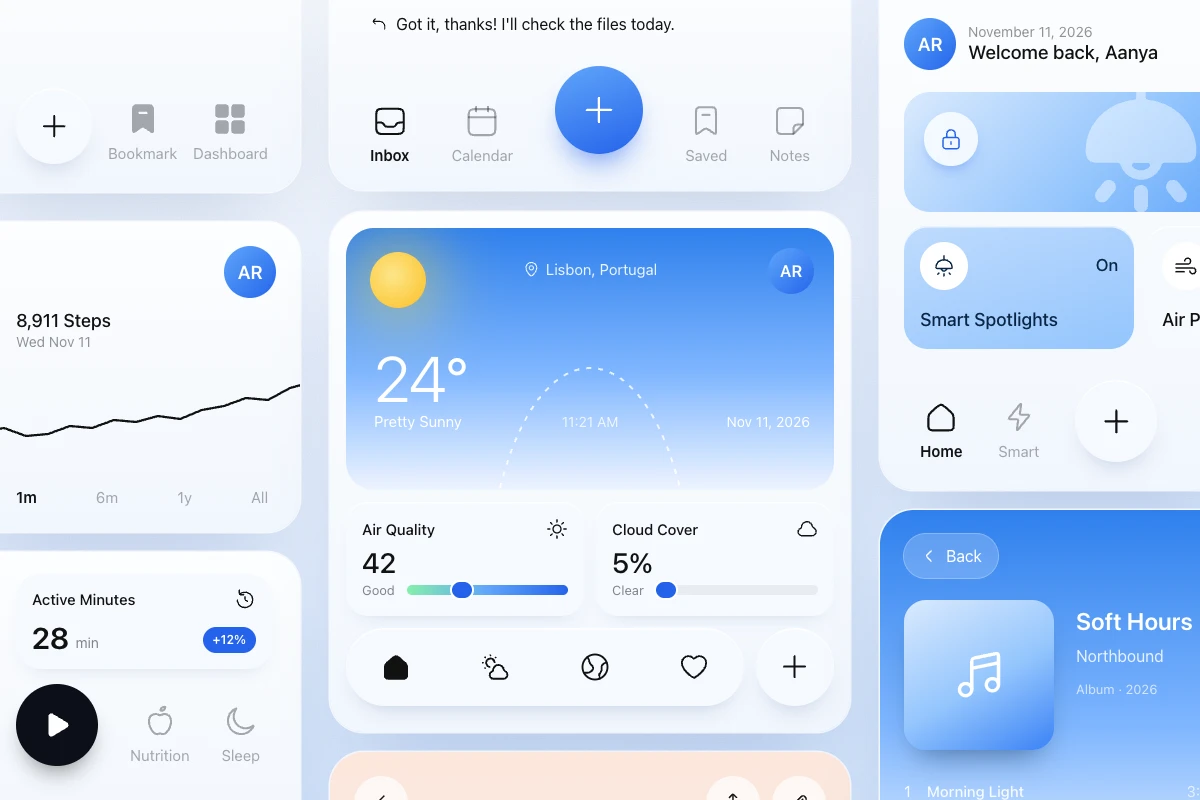 Bookmark
Dashboard
AR
8,911 Steps
Wed Nov 11
1m 6m 1y All
Active Minutes
28 min
+12%
Nutrition
Sleep
Got it, thanks! I'll check the files today.
Inbox
Calendar
Saved
Notes
Lisbon, Portugal
AR
24°
Pretty Sunny
11:21 AM
Nov 11, 2026
Air Quality
42
Good
Cloud Cover
5%
Clear
AR
November 11, 2026
Welcome back, Aanya
On
Smart Spotlights
Air P
Home
Smart
Back
Soft Hours
Northbound
Album · 2026
1 Morning Light 3: